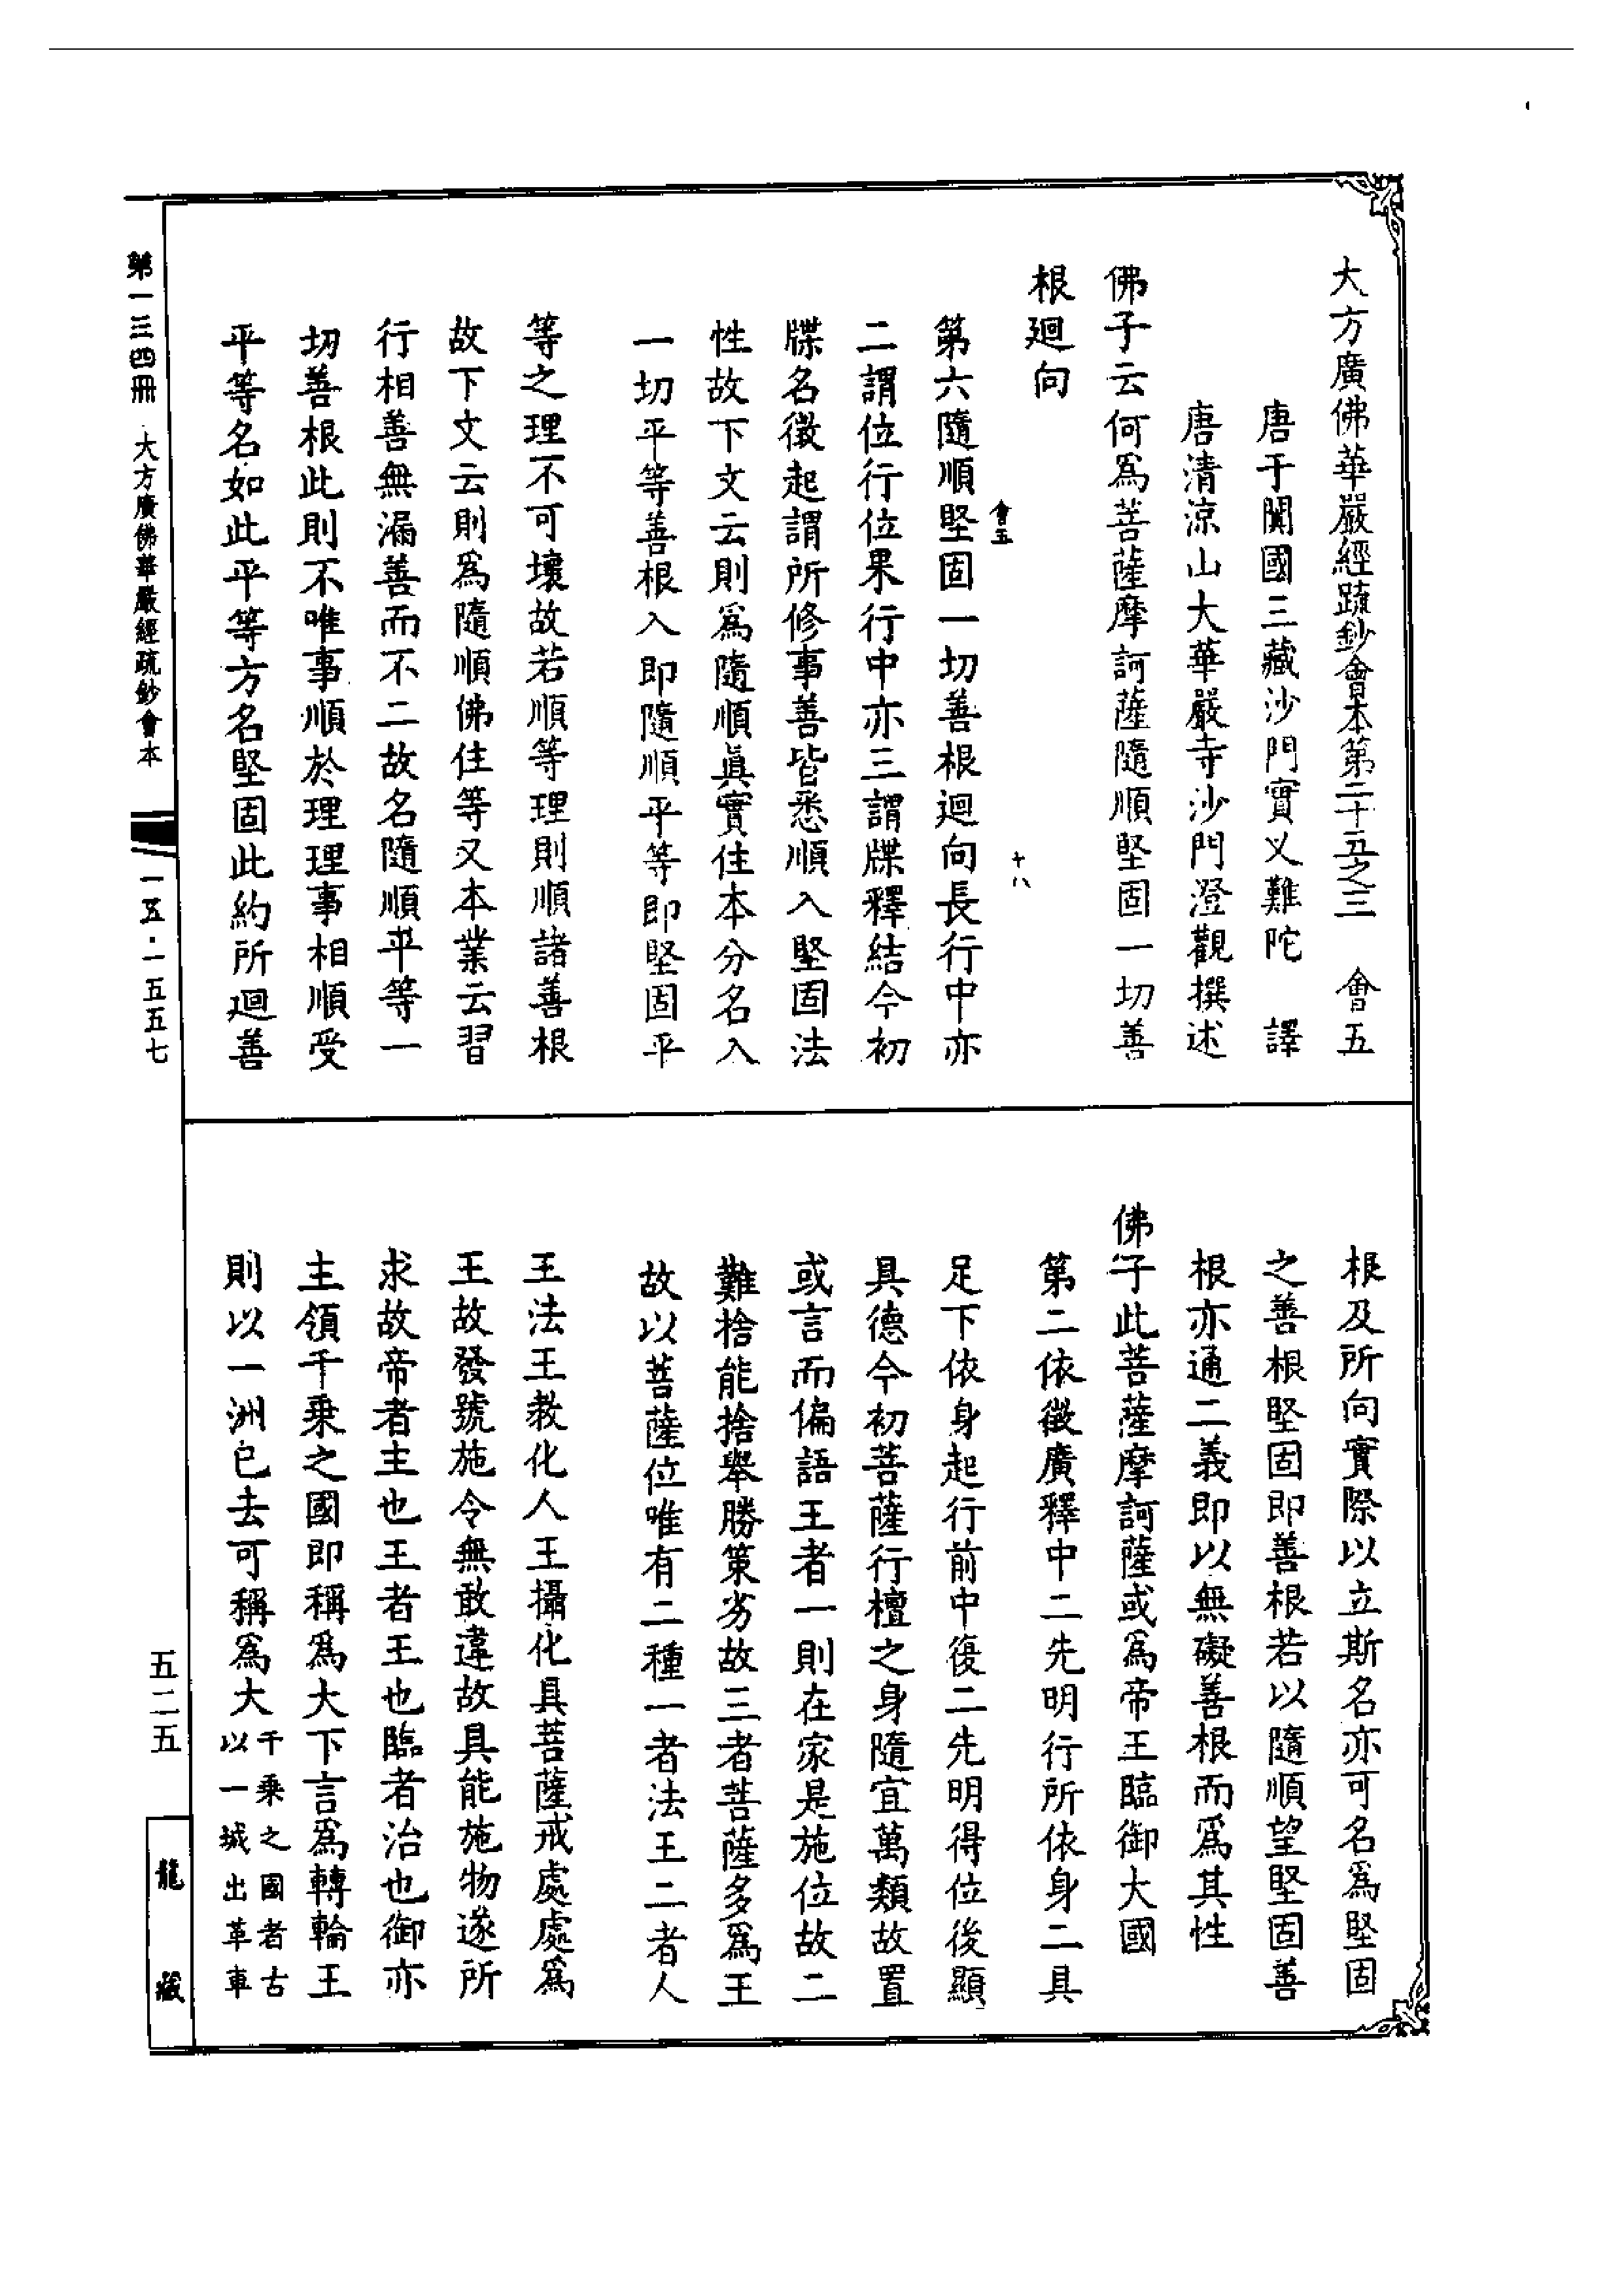 大方廣佛華嚴經疏鈔會本第二十五之三　會五
唐于闐國三藏沙門實叉難陀　譯
唐清涼山大華嚴寺沙門澄觀撰述
佛子云何爲菩薩摩訶薩隨順堅固一切善
根迴向
會五　十八
第六隨順堅固一切善根迴向長行中亦
二謂位行位果行中亦三謂牒釋結今初
牒名徵起謂所修事善皆悉順入堅固法
性故下文云則爲隨順眞實住本分名入
一切平等善根入即隨順平等即堅固平
等之理不可壞故若順等理則順諸善根
故下文云則爲隨順佛住等又本業云習
行相善無漏善而不二故名隨順平等一
切善根此則不唯事順於理理事相順受
平等名如此平等方名堅固此約所迴善
根及所向實際以立斯名亦可名爲堅固
之善根堅固即善根若以隨順望堅固善
根亦通二義即以無礙善根而爲其性
佛子此菩薩摩訶薩或爲帝王臨御大國
第二依徵廣釋中二先明行所依身二具
足下依身起行前中復二先明得位後顯
具德今初菩薩行檀之身隨宜萬類故置
或言而偏語王者一則在家是施位故二
難捨能捨舉勝策劣故三者菩薩多爲王
故以菩薩位唯有二種一者法王二者人
王法王教化人王攝化具菩薩戒處處爲
王故發號施令無敢違故具能施物遂所
求故帝者主也王者王也臨者治也御亦
主領千乘之國即稱爲大下言爲轉輪王
則以一洲已去可稱爲大千乘之國者古以一城出革車
第一三四冊　大方廣佛華嚴經疏鈔會本
一五·一五五七
五二五
龍藏